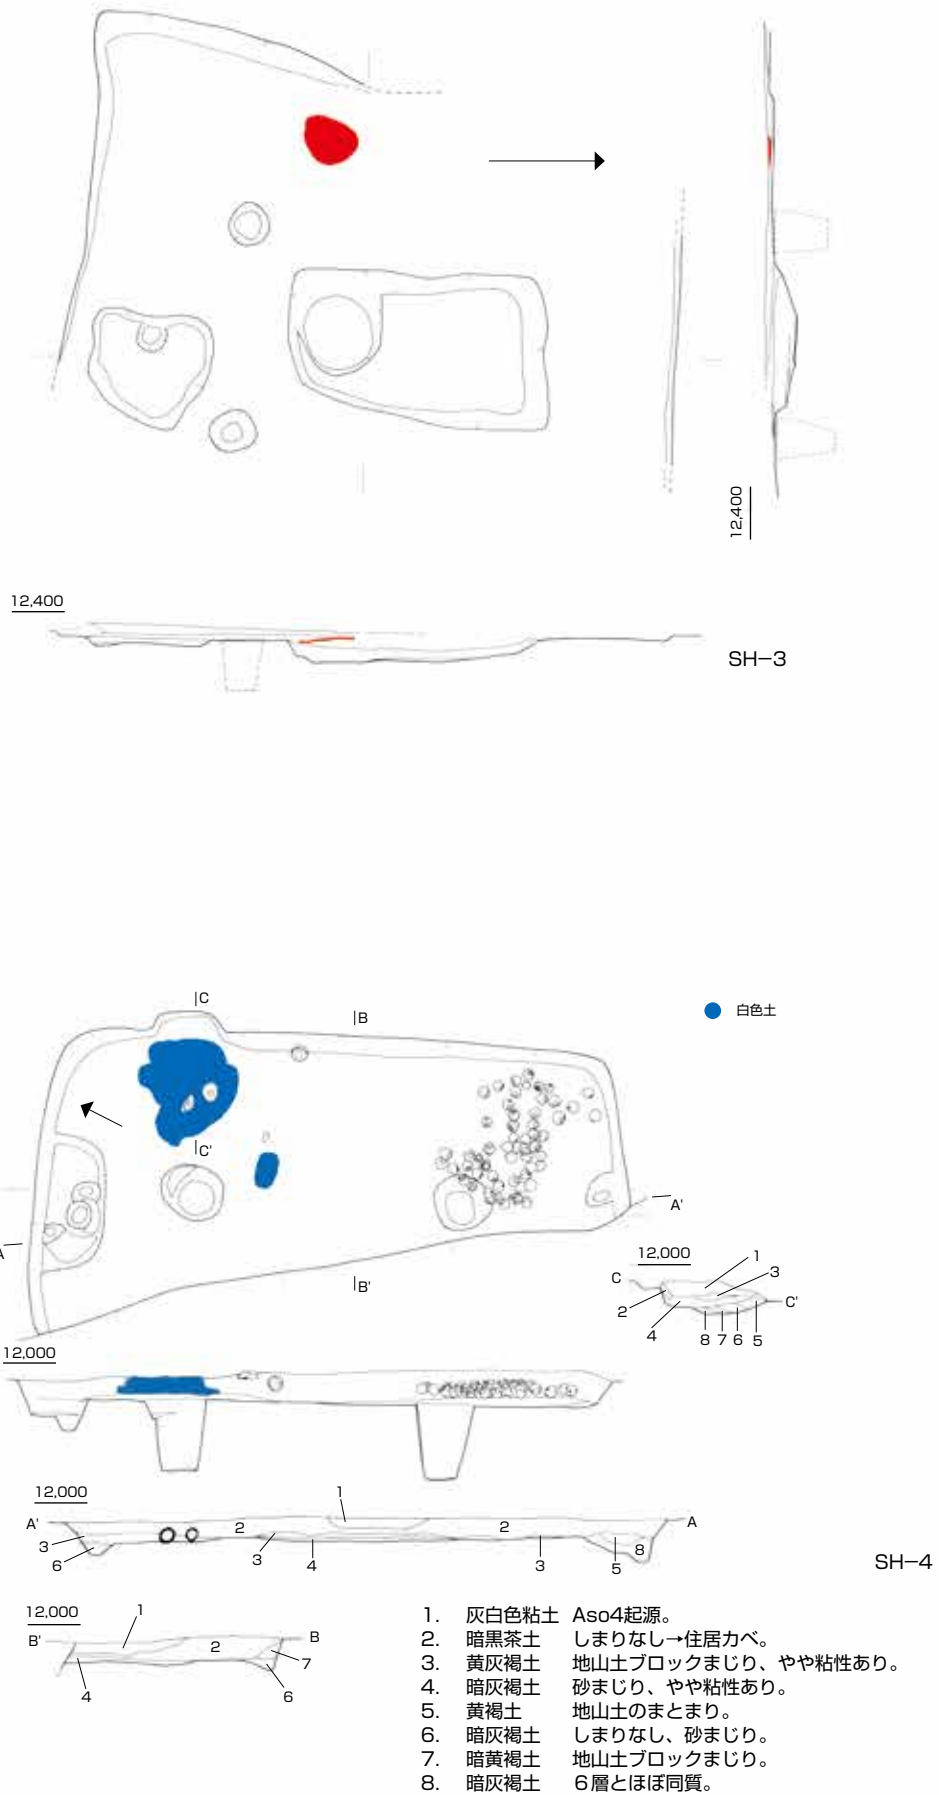 12,400
12,400
SH-3
C
B
白色土
C'
A'
A
B'
12,000
1
3
C
C'
2
4
8 7 6 5
12,000
12,000
1
A'
2
2
A
3
6
3
4
3
5
8
SH-4
12,000
1
B'
2
B
7
4
6
1. 灰白色粘土 Aso4起源。
2. 暗黒茶土 しまりなし→住居カベ。
3. 黄灰褐土 地山土ブロックまじり、やや粘性あり。
4. 暗灰褐土 砂まじり、やや粘性あり。
5. 黄褐土 地山土のまとまり。
6. 暗灰褐土 しまりなし、砂まじり。
7. 暗黄褐土 地山土ブロックまじり。
8. 暗灰褐土 6層とほぼ同質。